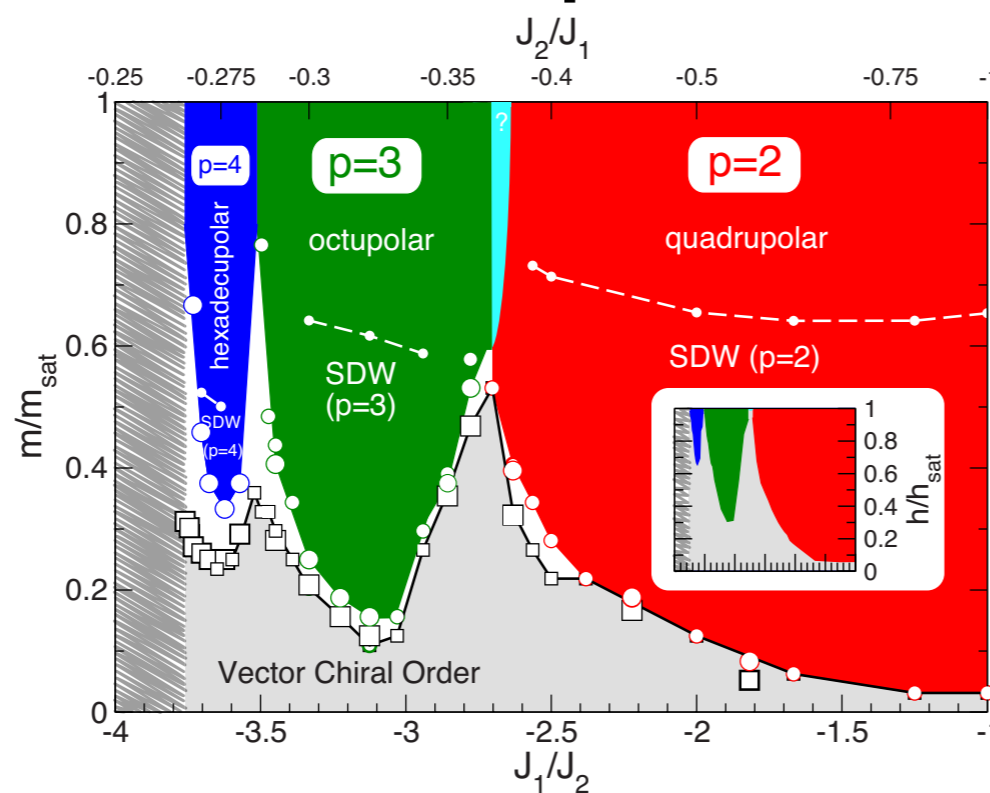 J2/J1
-0.25 -0.275 -0.3 -0.35 -0.4 -0.5 -0.75
1
0.8
0.6
0.4
0.2
0
m/msat
p=4
p=3
?
p=2
hexadecupolar
octupolar
quadrupolar
SDW
(p=4)
SDW
(p=3)
SDW (p=2)
1
0.8
0.6
0.4
0.2
0
h/hsat
Vector Chiral Order
-4 -3.5 -3 -2.5 -2 -1.5
J1/J2